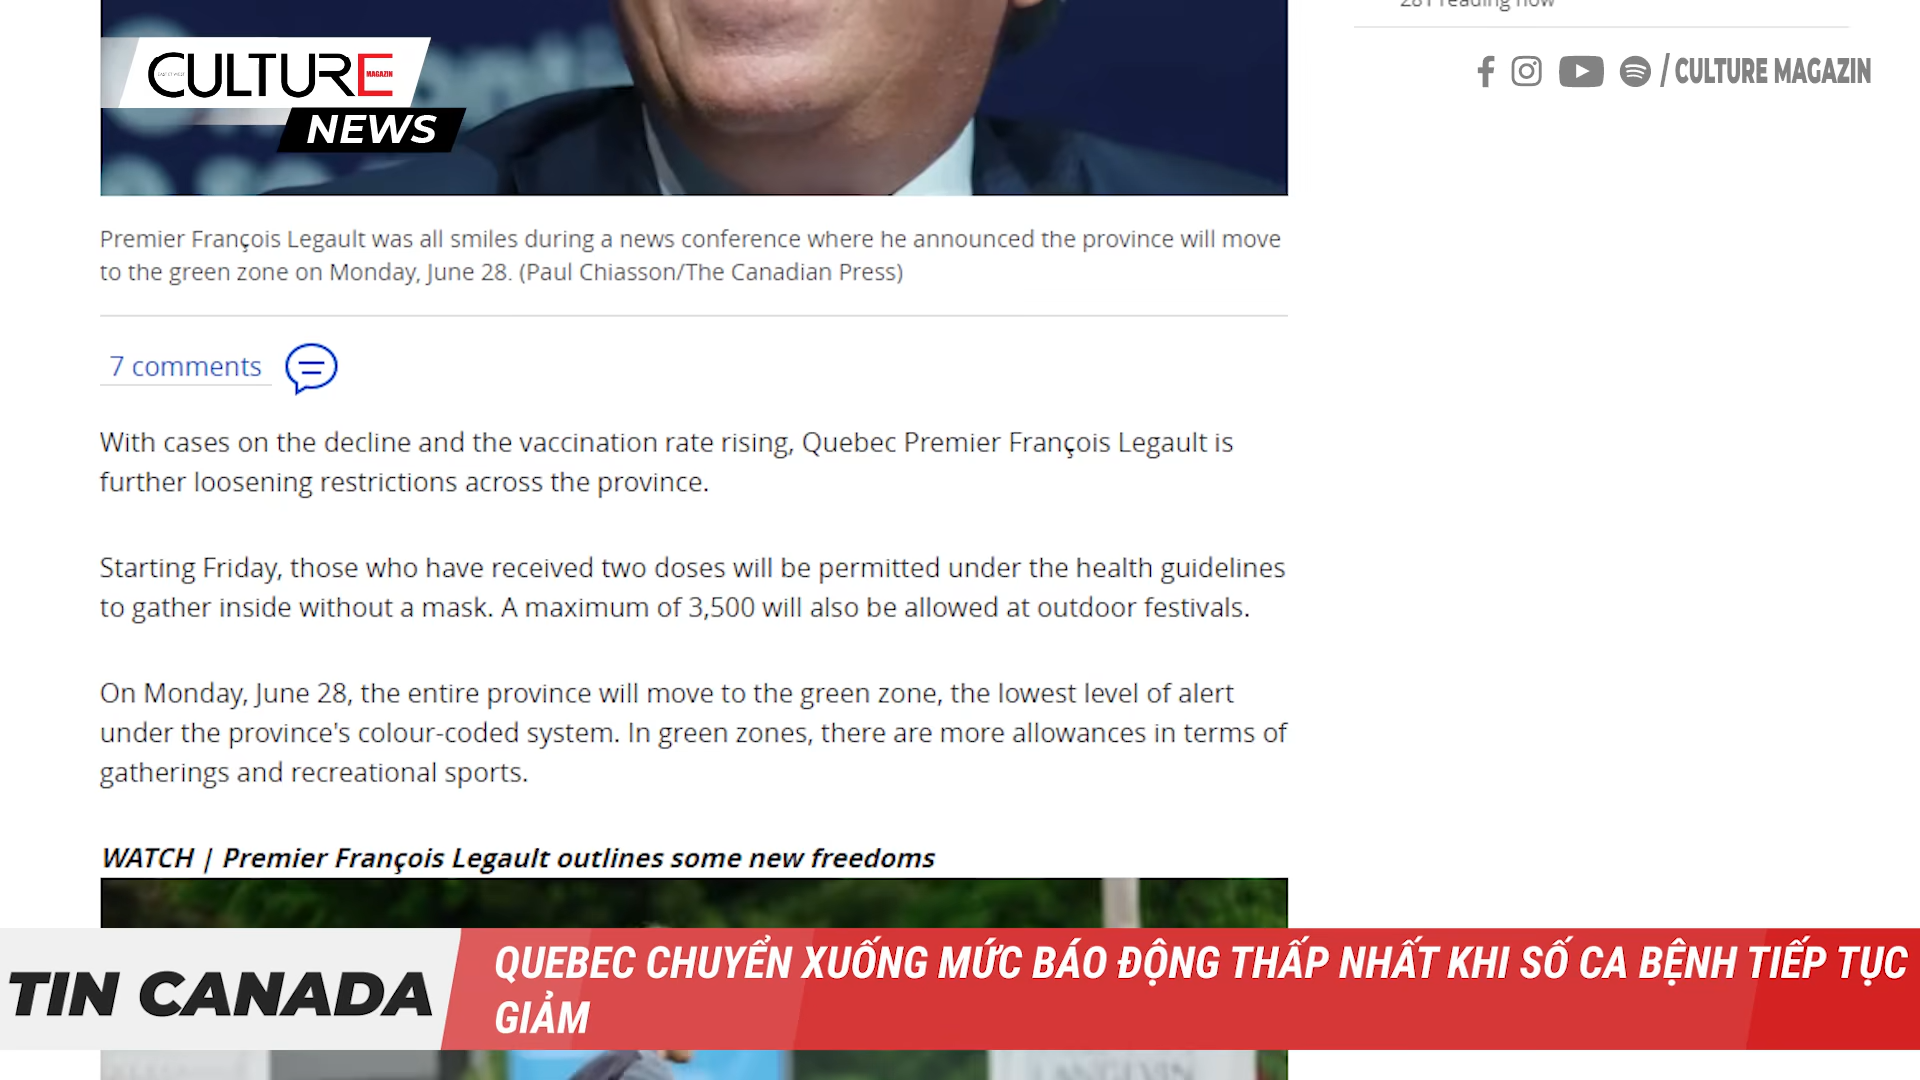 281 reading now
CULTURE
MAGAZIN
NEWS
/ CULTURE MAGAZIN
Premier François Legault was all smiles during a news conference where he announced the province will move
to the green zone on Monday, June 28. (Paul Chiasson/The Canadian Press)
7 comments
With cases on the decline and the vaccination rate rising, Quebec Premier François Legault is
further loosening restrictions across the province.
Starting Friday, those who have received two doses will be permitted under the health guidelines
to gather inside without a mask. A maximum of 3,500 will also be allowed at outdoor festivals.
On Monday, June 28, the entire province will move to the green zone, the lowest level of alert
under the province's colour-coded system. In green zones, there are more allowances in terms of
gatherings and recreational sports.
WATCH | Premier François Legault outlines some new freedoms
TIN CANADA
QUEBEC CHUYỂN XUỐNG MỨC BÁO ĐỘNG THẤP NHẤT KHI SỐ CA BỆNH TIẾP TỤC
GIẢM